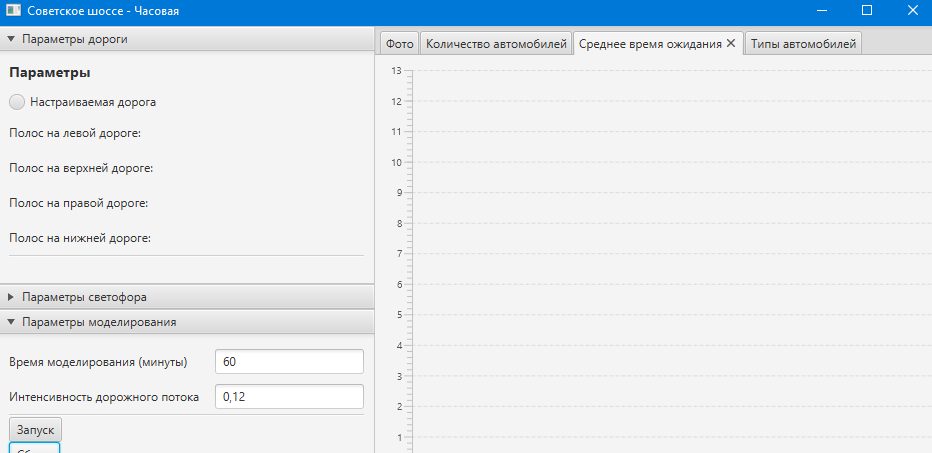 Советское шоссе - Часовая
Параметры дороги
Параметры
Настраиваемая дорога
Полос на левой дороге:
Полос на верхней дороге:
Полос на правой дороге:
Полос на нижней дороге:
Параметры светофора
Параметры моделирования
Время моделирования (минуты) 60
Интенсивность дорожного потока 0,12
Запуск
Фото Количество автомобилей Среднее время ожидания Типы автомобилей
13
12
11
10
9
8
7
6
5
4
3
2
1